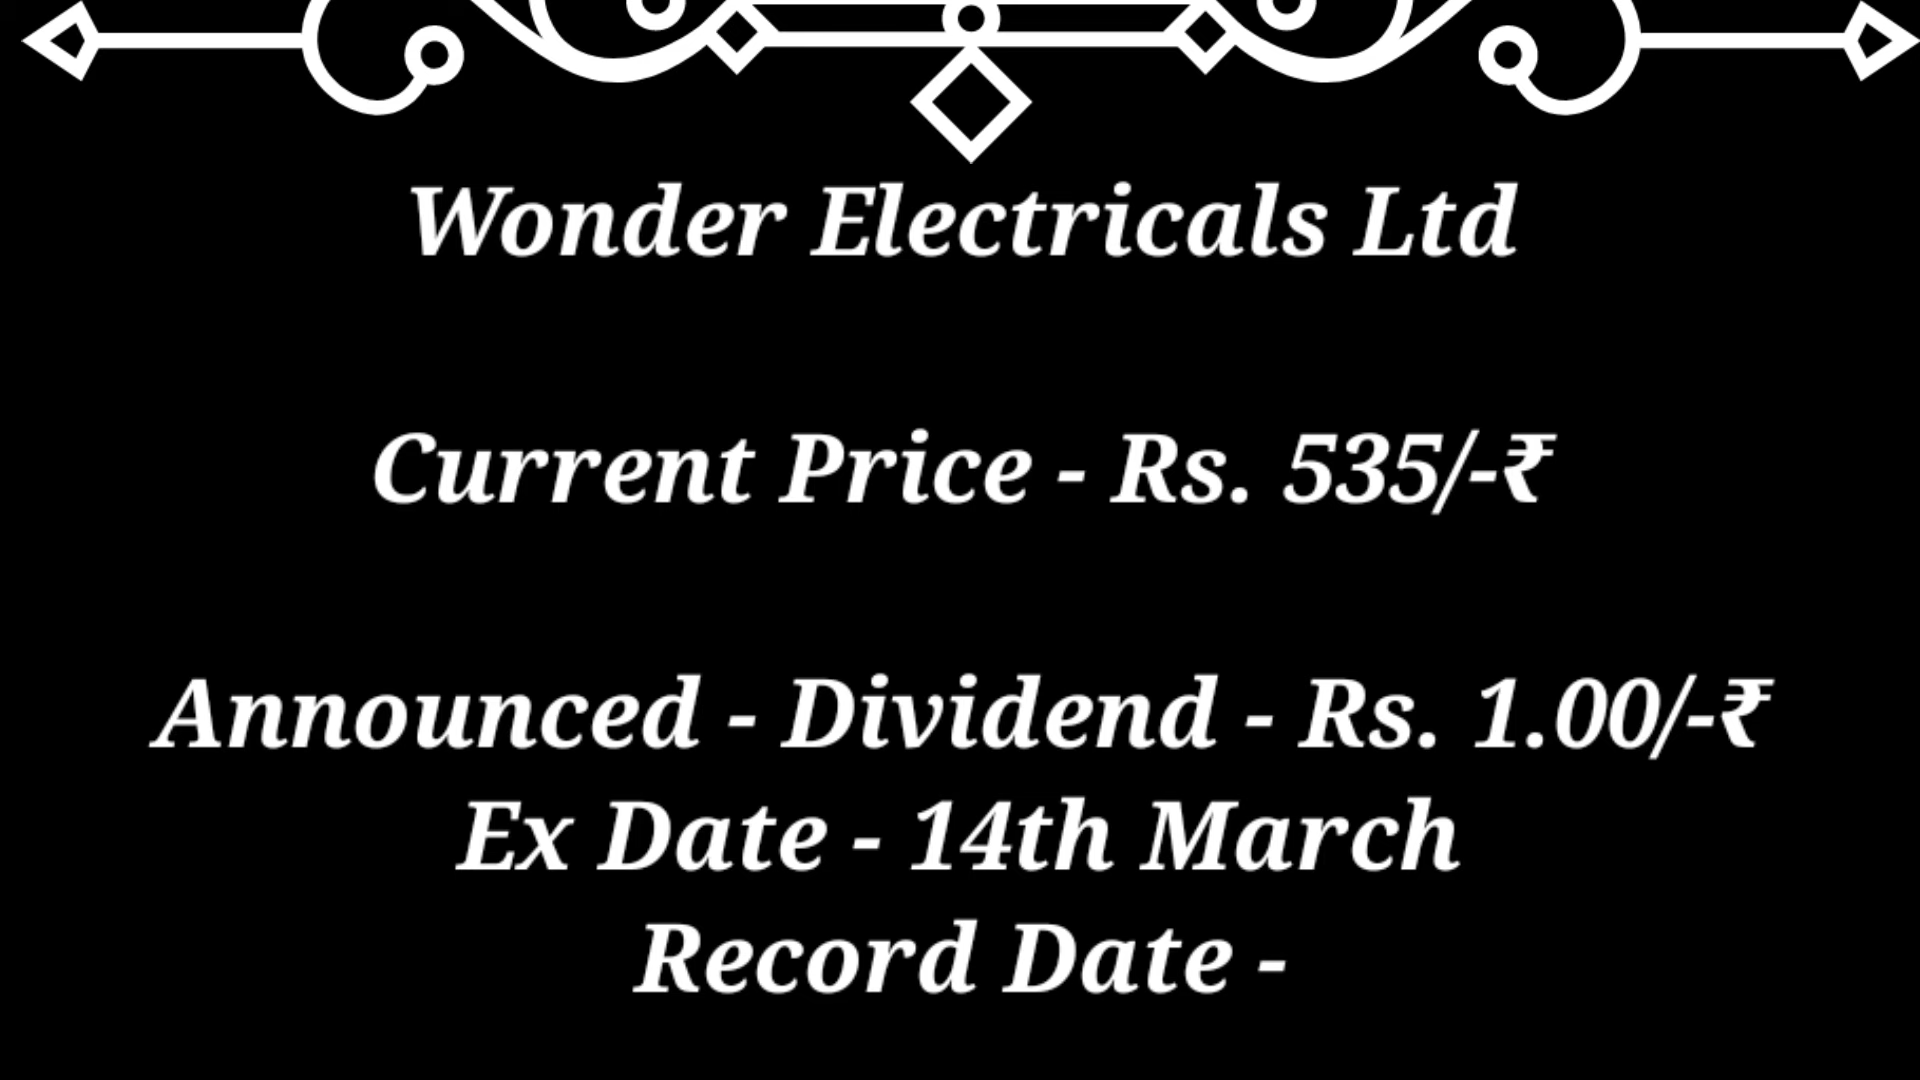 Wonder Electricals Ltd
Current Price - Rs. 535/-₹
Announced - Dividend - Rs. 1.00/-₹
Ex Date - 14th March
Record Date -